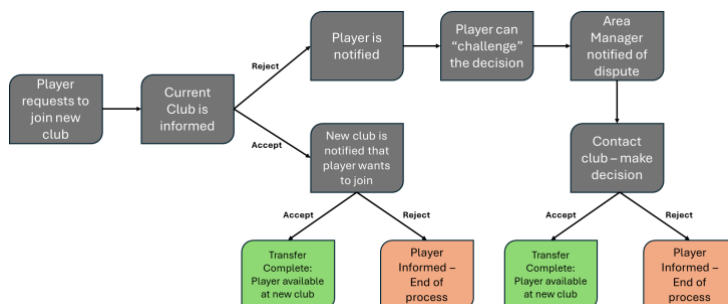 Player
requests to
join new
club
Current
Club is
informed
Reject
Accept
Player is
notified
Player can
“challenge”
the decision
Area
Manager
notified of
dispute
New club is
notified that
player wants
to join
Contact
club – make
decision
Accept
Reject
Accept
Reject
Transfer
Complete:
Player available
at new club
Player
Informed –
End of
process
Transfer
Complete:
Player available
at new club
Player
Informed –
End of
process